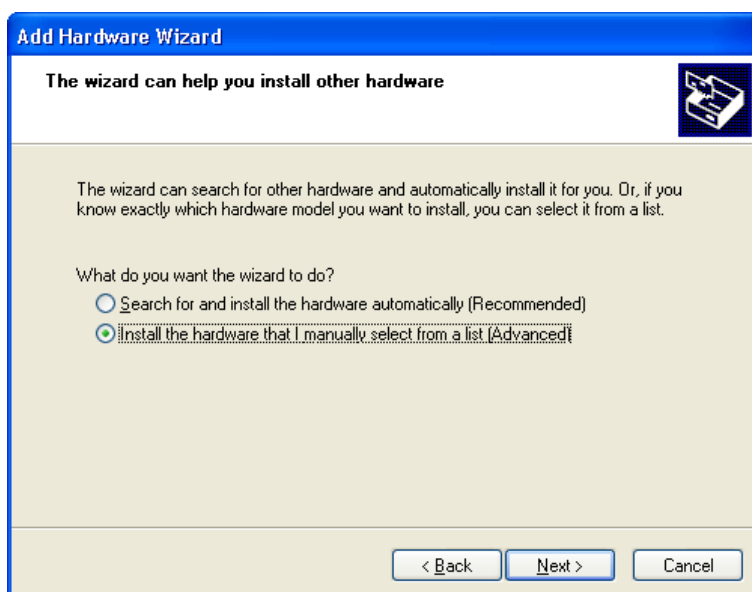 Add Hardware Wizard
The wizard can help you install other hardware
The wizard can search for other hardware and automatically install it for you. Or, if you
know exactly which hardware model you want to install, you can select it from a list.
What do you want the wizard to do?
Search for and install the hardware automatically (Recommended)
Install the hardware that I manually select from a list (Advanced)
< Back Next > Cancel